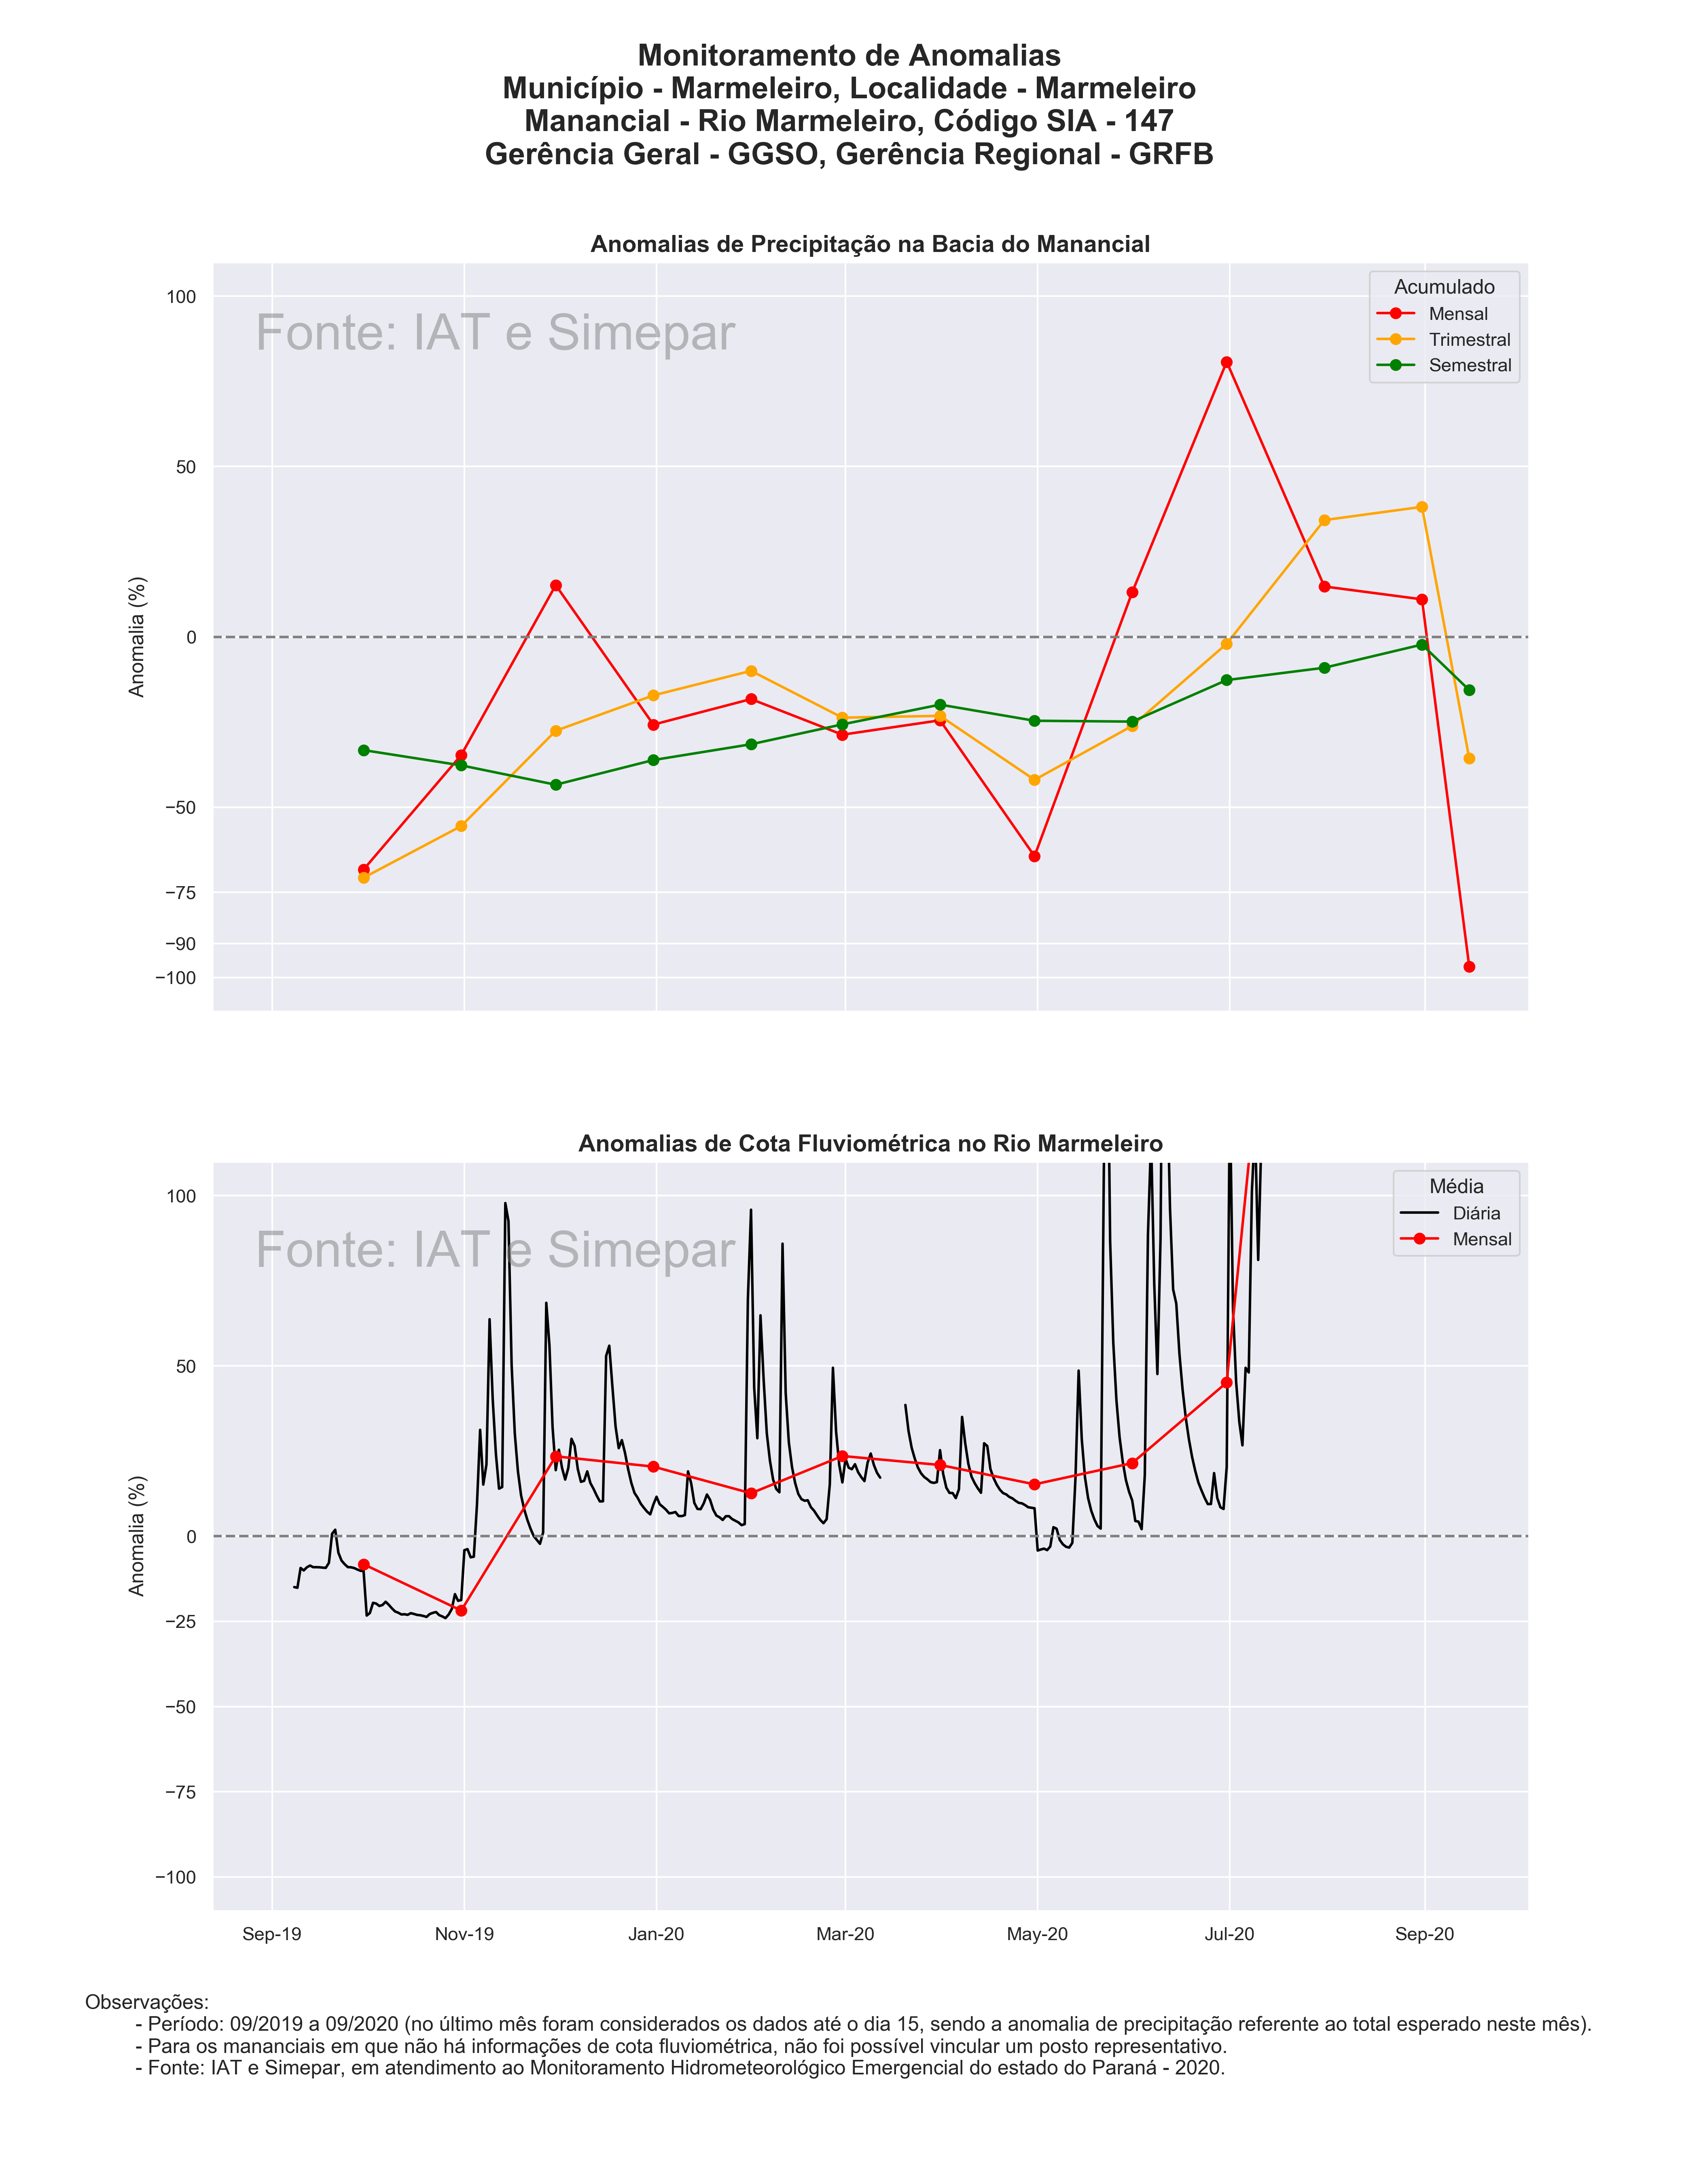 Monitoramento de Anomalias
Município - Marmeleiro, Localidade - Marmeleiro
Manancial - Rio Marmeleiro, Código SIA - 147
Gerência Geral - GGSO, Gerência Regional - GRFB
Anomalias de Precipitação na Bacia do Manancial
Fonte: IAT e Simepar
Acumulado
Mensal
Trimestral
Semestral
Anomalia (%)
100
50
0
−50
−75
−90
−100
Anomalias de Cota Fluviométrica no Rio Marmeleiro
Fonte: IAT e Simepar
Média
Diária
Mensal
Anomalia (%)
100
50
0
−25
−50
−75
−100
Sep-19 Nov-19 Jan-20 Mar-20 May-20 Jul-20 Sep-20
Observações:
- Período: 09/2019 a 09/2020 (no último mês foram considerados os dados até o dia 15, sendo a anomalia de precipitação referente ao total esperado neste mês).
- Para os mananciais em que não há informações de cota fluviométrica, não foi possível vincular um posto representativo.
- Fonte: IAT e Simepar, em atendimento ao Monitoramento Hidrometeorológico Emergencial do estado do Paraná - 2020.